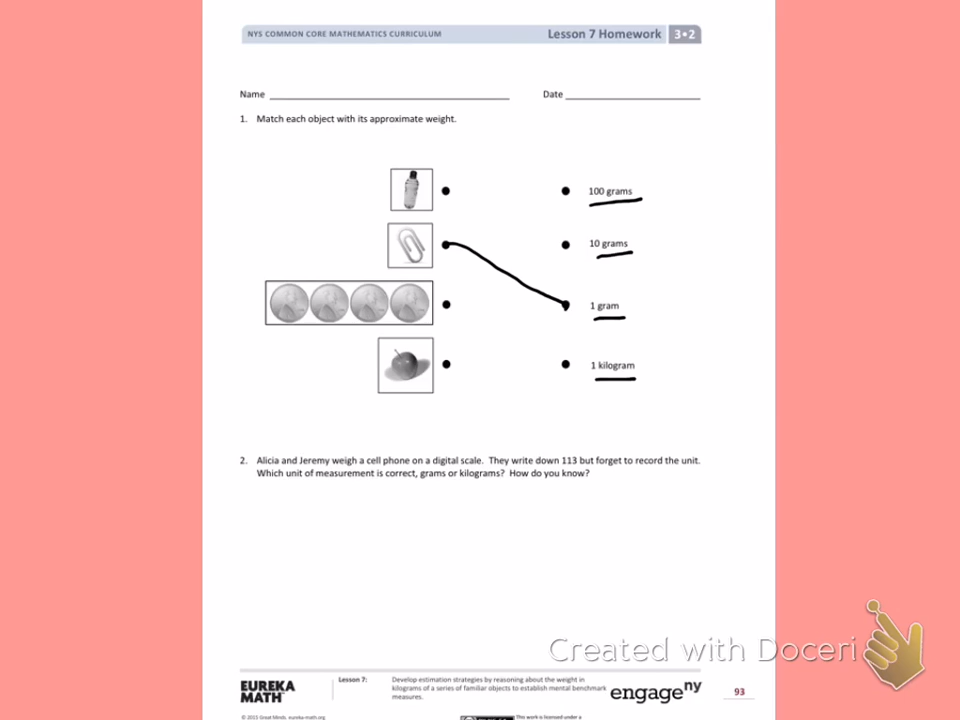 NYS COMMON CORE MATHEMATICS CURRICULUM Lesson 7 Homework 3•2
Name Date
1. Match each object with its approximate weight.
100 grams
10 grams
1 gram
1 kilogram
2. Alicia and Jeremy weigh a cell phone on a digital scale. They write down 113 but forget to record the unit.
Which unit of measurement is correct, grams or kilograms? How do you know?
Created with Doceri
EUREKA
MATH™
Lesson 7: Develop estimation strategies by reasoning about the weight in
kilograms of a series of familiar objects to establish mental benchmark
measures.
engage ny
93
© 2015 Great Minds. eureka-math.org
This work is licensed under a